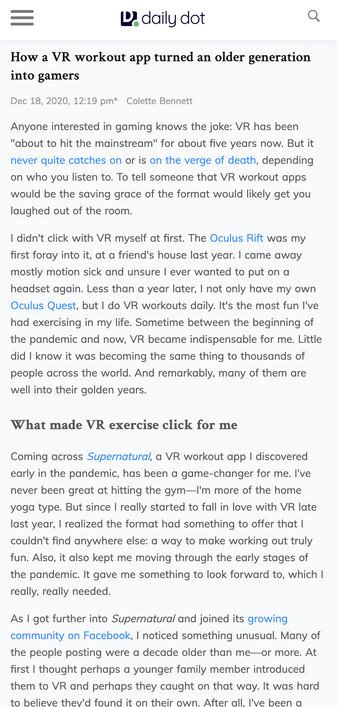 daily dot
How a VR workout app turned an older generation
into gamers
Dec 18, 2020, 12:19 pm* Colette Bennett
Anyone interested in gaming knows the joke: VR has been
"about to hit the mainstream" for about five years now. But it
never quite catches on or is on the verge of death, depending
on who you listen to. To tell someone that VR workout apps
would be the saving grace of the format would likely get you
laughed out of the room.
I didn't click with VR myself at first. The Oculus Rift was my
first foray into it, at a friend's house last year. I came away
mostly motion sick and unsure I ever wanted to put on a
headset again. Less than a year later, I not only have my own
Oculus Quest, but I do VR workouts daily. It's the most fun I've
had exercising in my life. Sometime between the beginning of
the pandemic and now, VR became indispensable for me. Little
did I know it was becoming the same thing to thousands of
people across the world. And remarkably, many of them are
well into their golden years.
What made VR exercise click for me
Coming across Supernatural, a VR workout app I discovered
early in the pandemic, has been a game-changer for me. I've
never been great at hitting the gym—I'm more of the home
yoga type. But since I really started to fall in love with VR late
last year, I realized the format had something to offer that I
couldn't find anywhere else: a way to make working out truly
fun. Also, it also kept me moving through the early stages of
the pandemic. It gave me something to look forward to, which I
really, really needed.
As I got further into Supernatural and joined its growing
community on Facebook, I noticed something unusual. Many of
the people posting were a decade older than me—or more. At
first I thought perhaps a younger family member introduced
them to VR and perhaps they caught on that way. It was hard
to believe they'd found it on their own. After all, I've been a